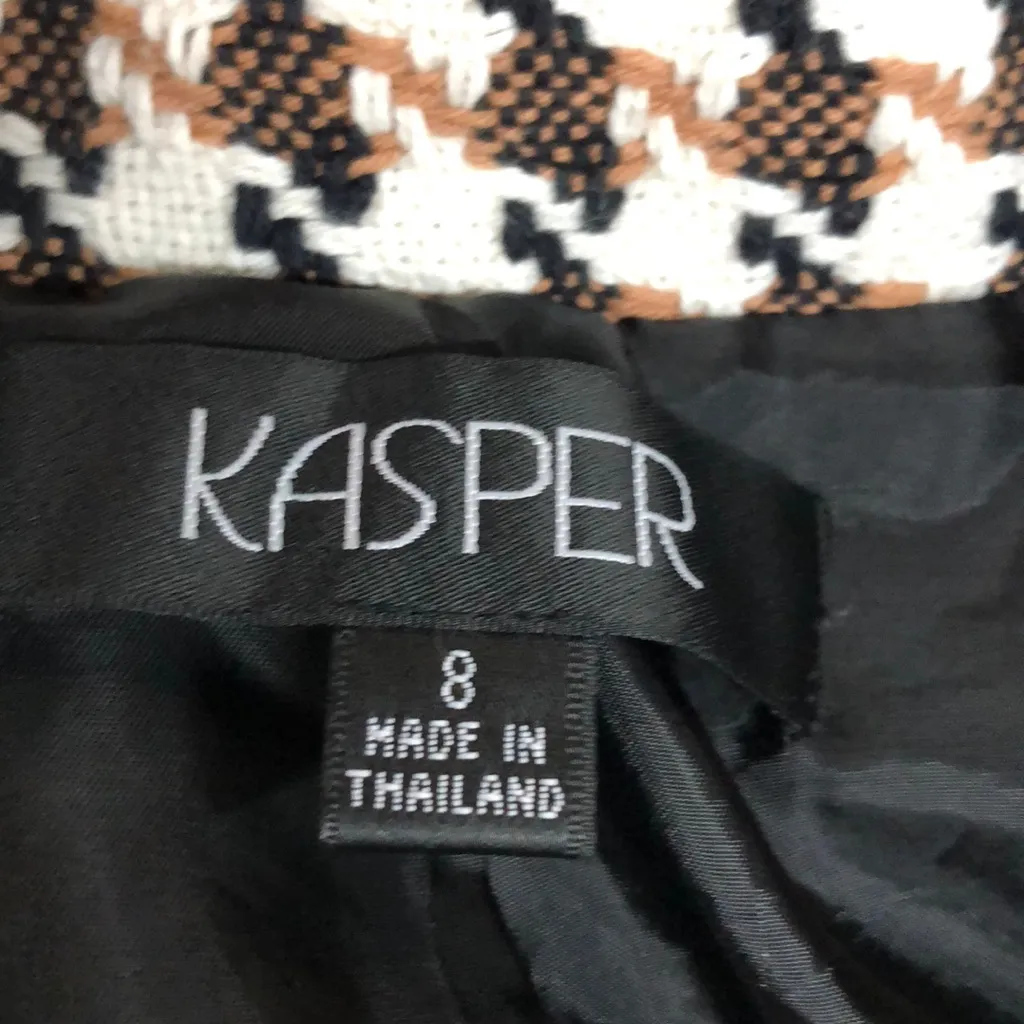 KASPER
8
MADE IN
THAILAND